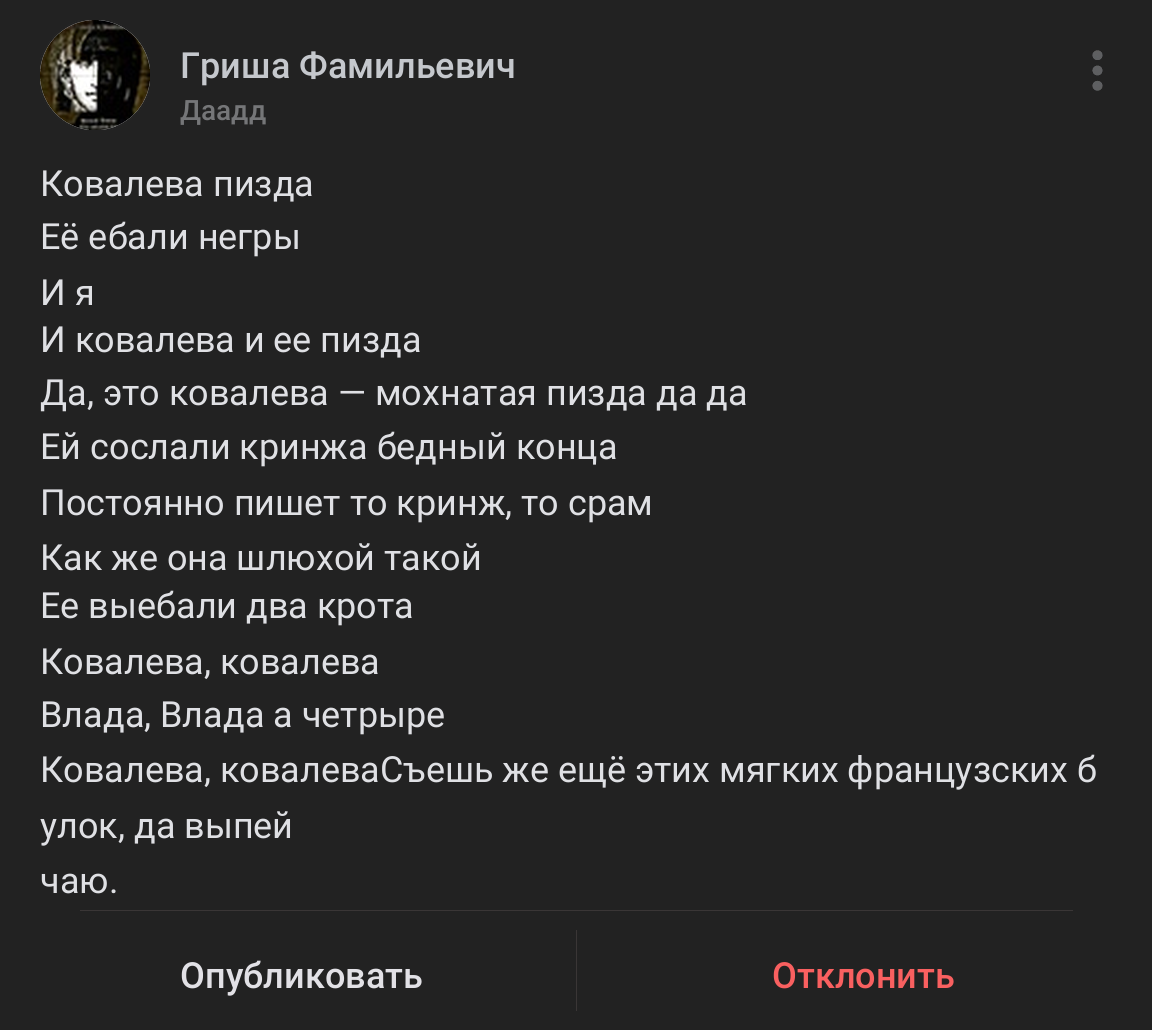 Гриша Фамильевич
Даадд
Ковалева пизда
Её ебали негры
И я
И ковалева и ее пизда
Да, это ковалева — мохнатая пизда да да
Ей сослали кринжа бедный конца
Постоянно пишет то кринж, то срам
Как же она шлюхой такой
Ее выебали два крота
Ковалева, ковалева
Влада, Влада а четрыре
Ковалева, ковалеваСъешь же ещё этих мягких французских б
улок, да выпей
чаю.
Опубликовать
Отклонить